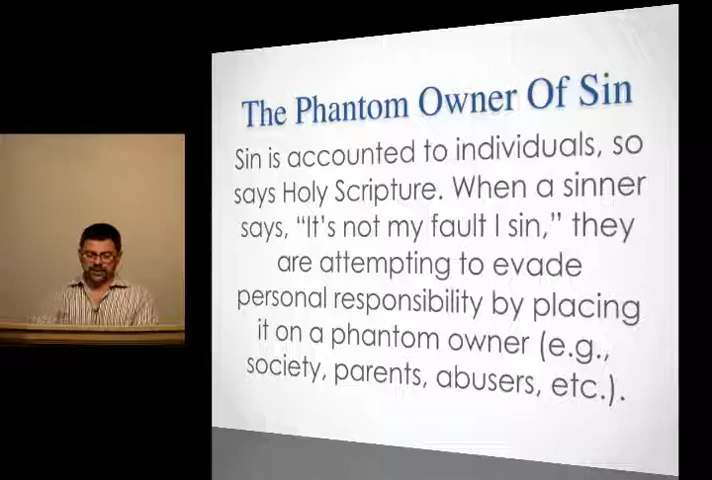 The Phantom Owner Of Sin
Sin is accounted to individuals, so
says Holy Scripture. When a sinner
says, “It’s not my fault I sin,” they
are attempting to evade
personal responsibility by placing
it on a phantom owner (e.g.,
society, parents, abusers, etc.).